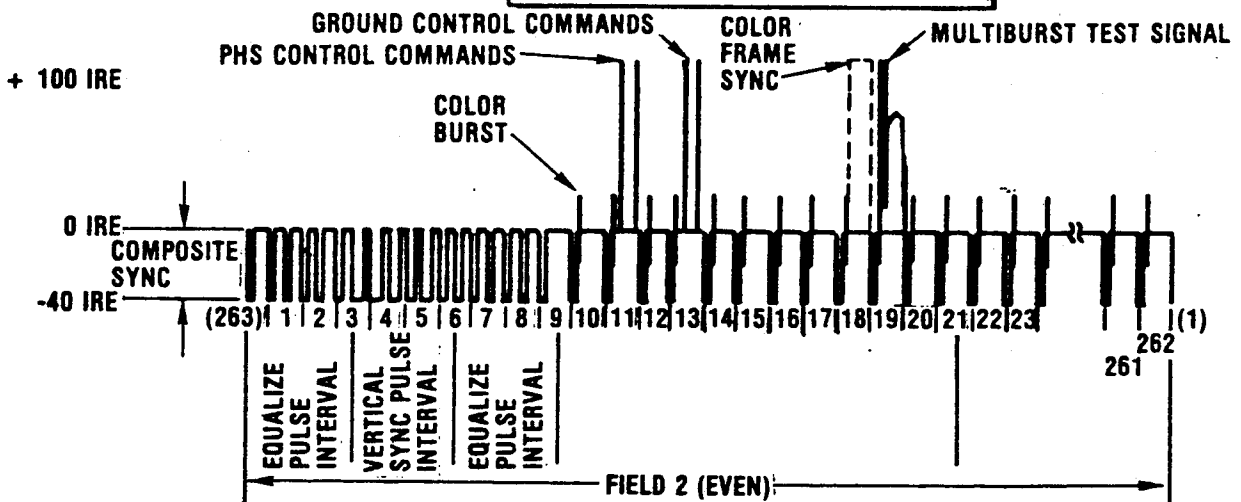 GROUND CONTROL COMMANDS
PHS CONTROL COMMANDS
COLOR
FRAME
SYNC
MULTIBURST TEST SIGNAL
+ 100 IRE
COLOR
BURST
0 IRE
COMPOSITE
SYNC
-40 IRE
(263) 1 2 3 4 5 6 7 8 9 10 11 12 13 14 15 16 17 18 19 20 21 22 23 261 262 (1)
EQUALIZE
PULSE
INTERVAL
VERTICAL
SYNC PULSE
INTERVAL
EQUALIZE
PULSE
INTERVAL
FIELD 2 (EVEN)